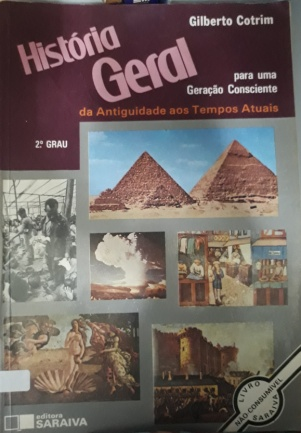 Gilberto Cotrim
História
Geral
para uma
Geração Consciente
da Antiguidade aos Tempos Atuais
2º GRAU
editora
SARAIVA
LIVRO
NÃO CONSUMÍVEL
SARAIVA